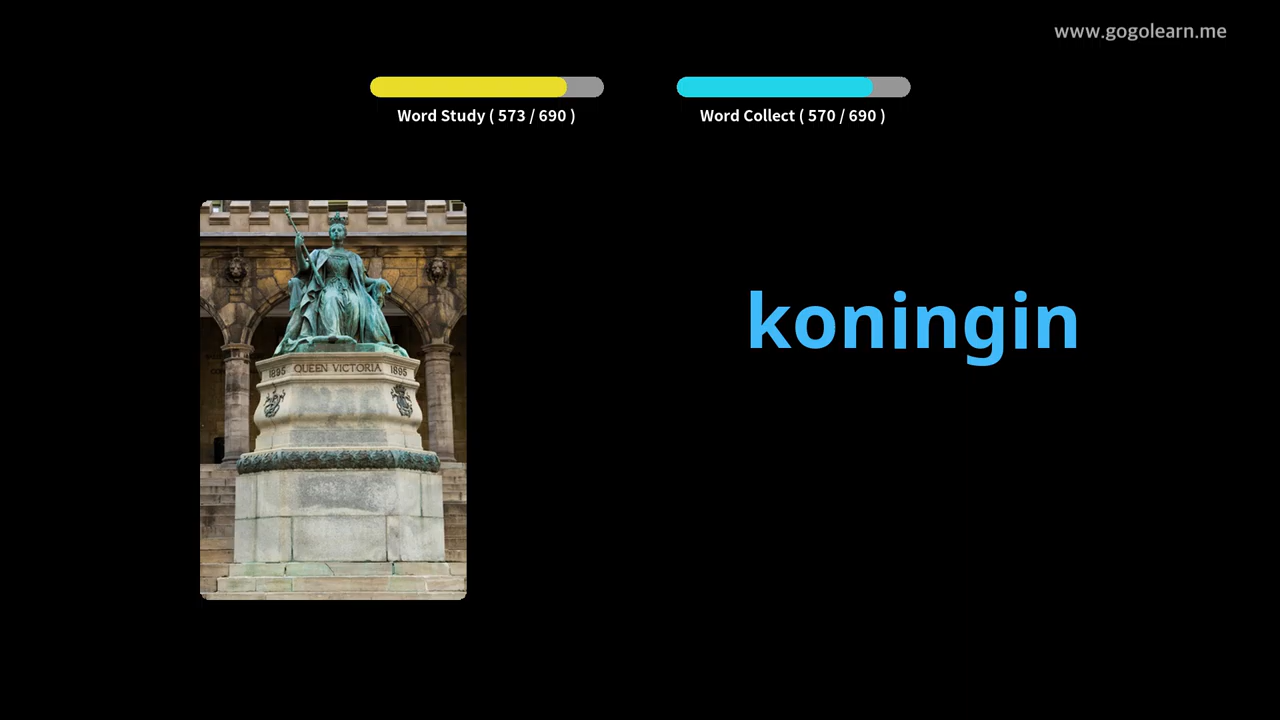 www.gogolearn.me
Word Study ( 573 / 690 )
Word Collect ( 570 / 690 )
koningin
1895 QUEEN VICTORIA 1895